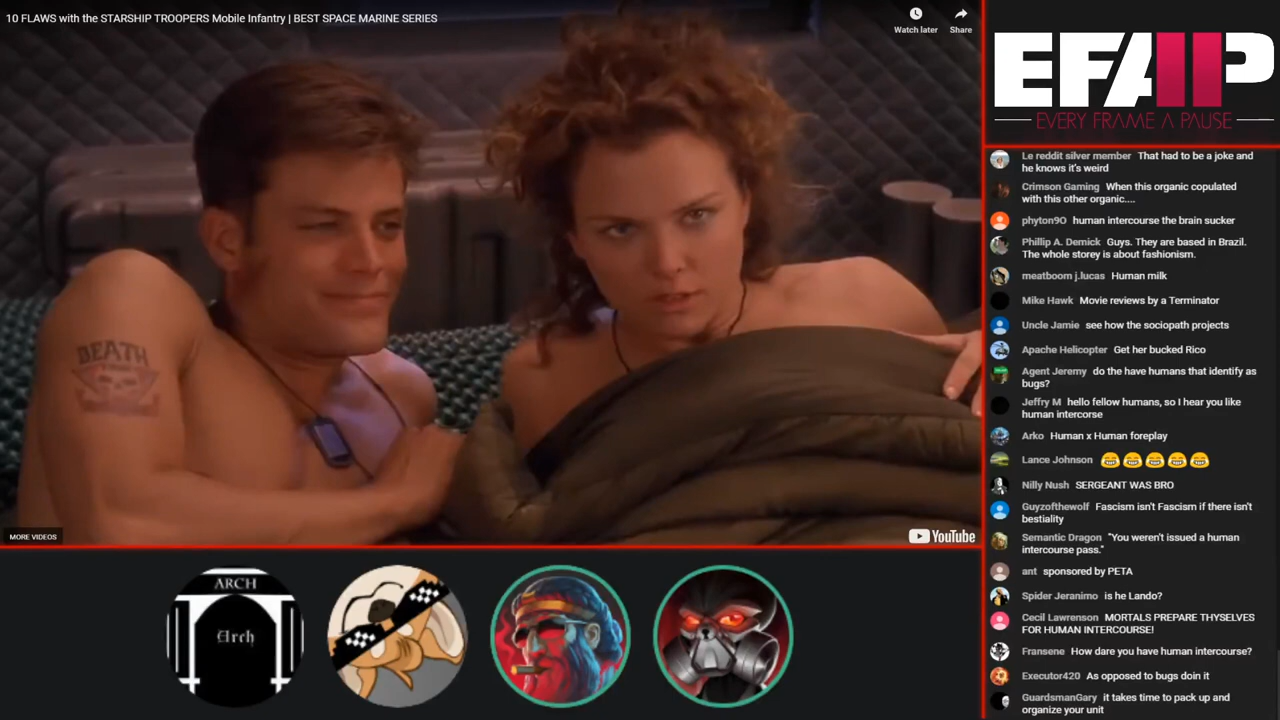 10 FLAWS with the STARSHIP TROOPERS Mobile Infantry | BEST SPACE MARINE SERIES
Watch later
Share
DEATH
MORE VIDEOS
YouTube
ARCH
Arch
EFAP
EVERY FRAME A PAUSE
Le reddit silver member That had to be a joke and
he knows it's weird
Crimson Gaming When this organic copulated
with this other organic....
phyton90 human intercourse the brain sucker
Phillip A. Demick Guys. They are based in Brazil.
The whole storey is about fashionism.
meatboom j.lucas Human milk
Mike Hawk Movie reviews by a Terminator
Uncle Jamie see how the sociopath projects
Apache Helicopter Get her bucked Rico
Agent Jeremy do the have humans that identify as
bugs?
Jeffry M hello fellow humans, so I hear you like
human intercorse
Arko Human x Human foreplay
Lance Johnson 😂😂😂😂😂
Nilly Nush SERGEANT WAS BRO
Guyzofthewolf Fascism isn't Fascism if there isn't
bestiality
Semantic Dragon "You weren't issued a human
intercourse pass."
ant sponsored by PETA
Spider Jeranimo is he Lando?
Cecil Lawrenson MORTALS PREPARE THYSELVES
FOR HUMAN INTERCOURSE!
Fransene How dare you have human intercourse?
Executor420 As opposed to bugs doin it
GuardsmanGary it takes time to pack up and
organize your unit